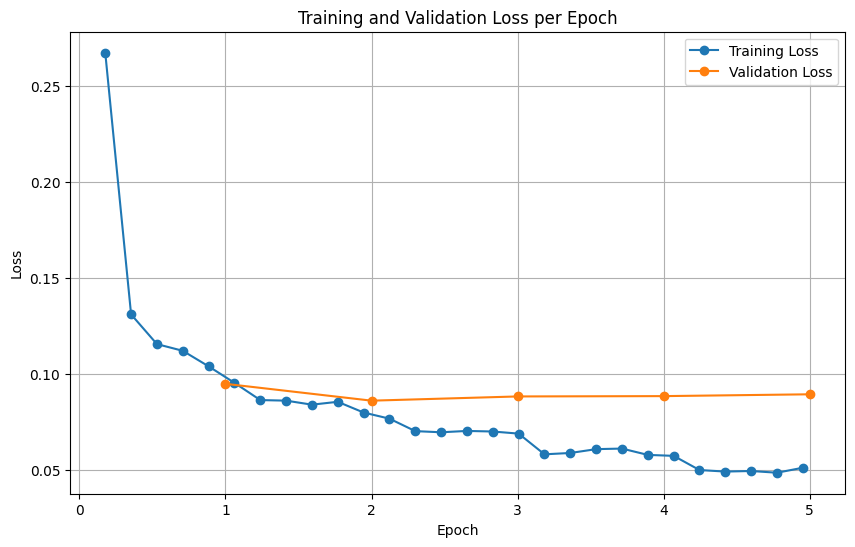 Training and Validation Loss per Epoch
Training Loss
Validation Loss
0.25
0.20
0.15
0.10
0.05
Loss
0 1 2 3 4 5
Epoch